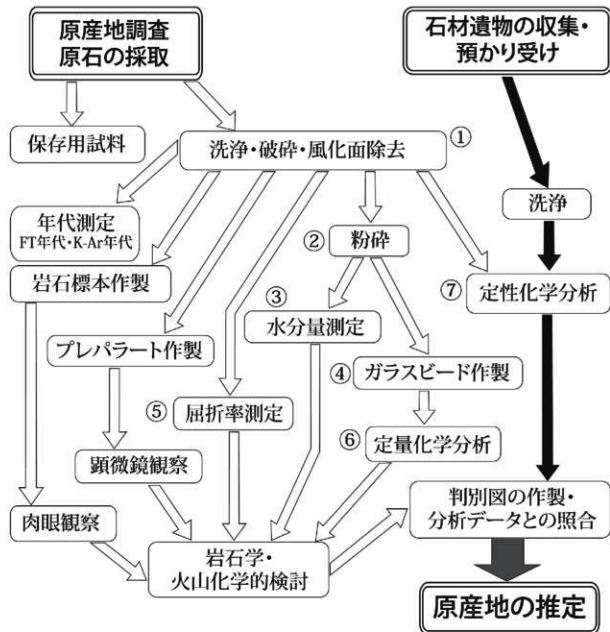 原産地調査
原石の採取
石材遺物の収集・
預かり受け
保存用試料
洗浄・破砕・風化面除去
①
年代測定
FT年代・K-Ar年代
洗浄
②
粉砕
岩石標本作製
⑦
定性化学分析
③
水分量測定
プレパラート作製
④
ガラスビード作製
⑤
屈折率測定
⑥
定量化学分析
顕微鏡観察
肉眼観察
判別図の作製・
分析データとの照合
岩石学・
火山化学的検討
原産地の推定